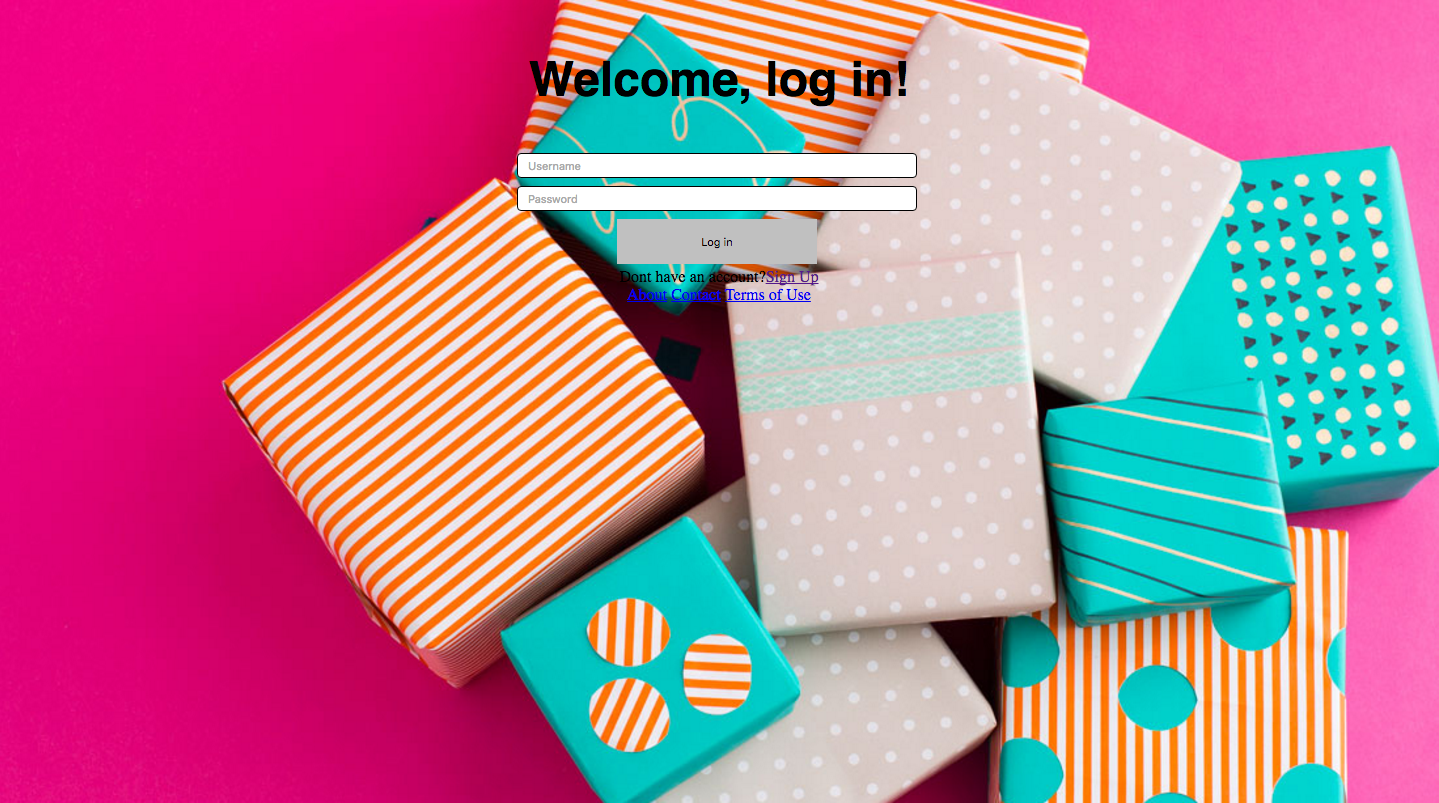 Welcome, log in!
Username
Password
Log in
Dont have an account?Sign Up
About Contact Terms of Use